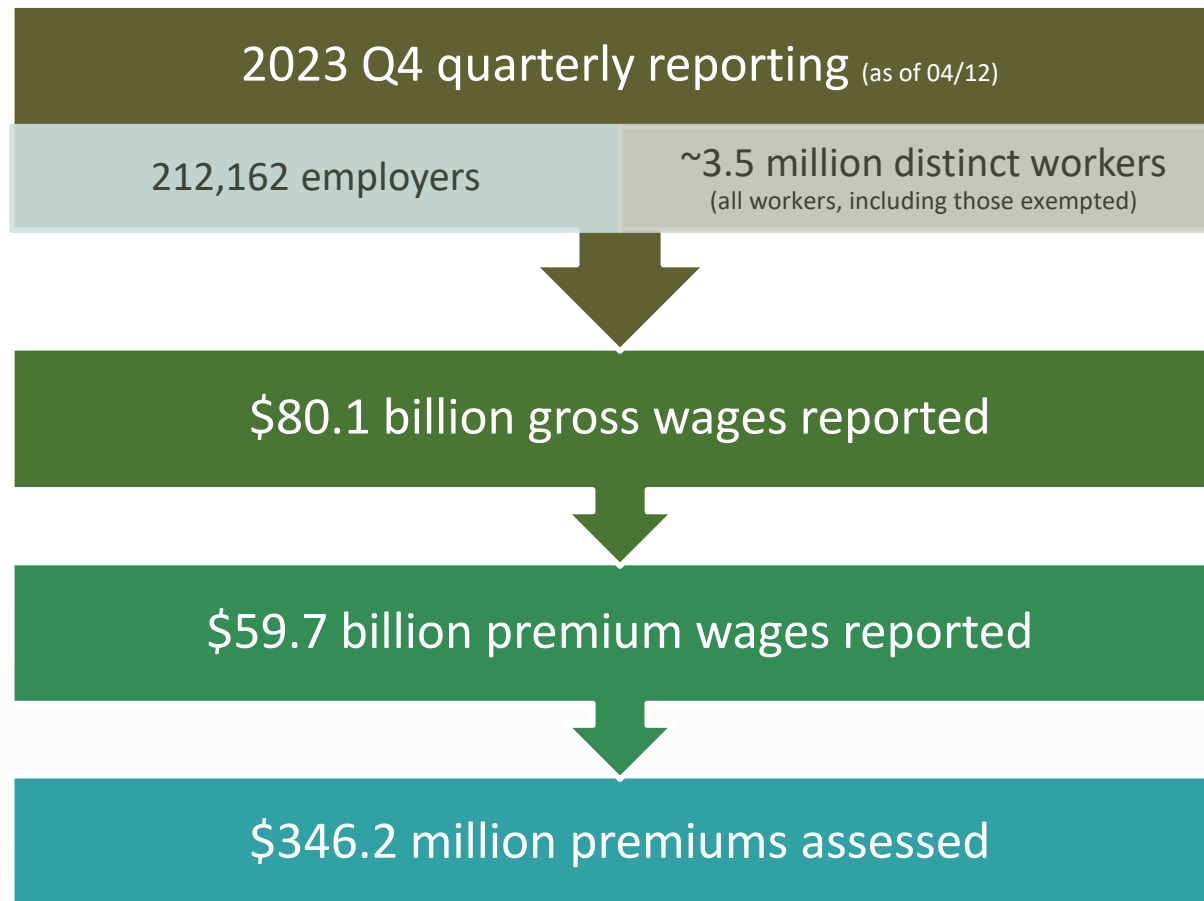 2023 Q4 quarterly reporting (as of 04/12)
212,162 employers
~3.5 million distinct workers
(all workers, including those exempted)
$80.1 billion gross wages reported
$59.7 billion premium wages reported
$346.2 million premiums assessed